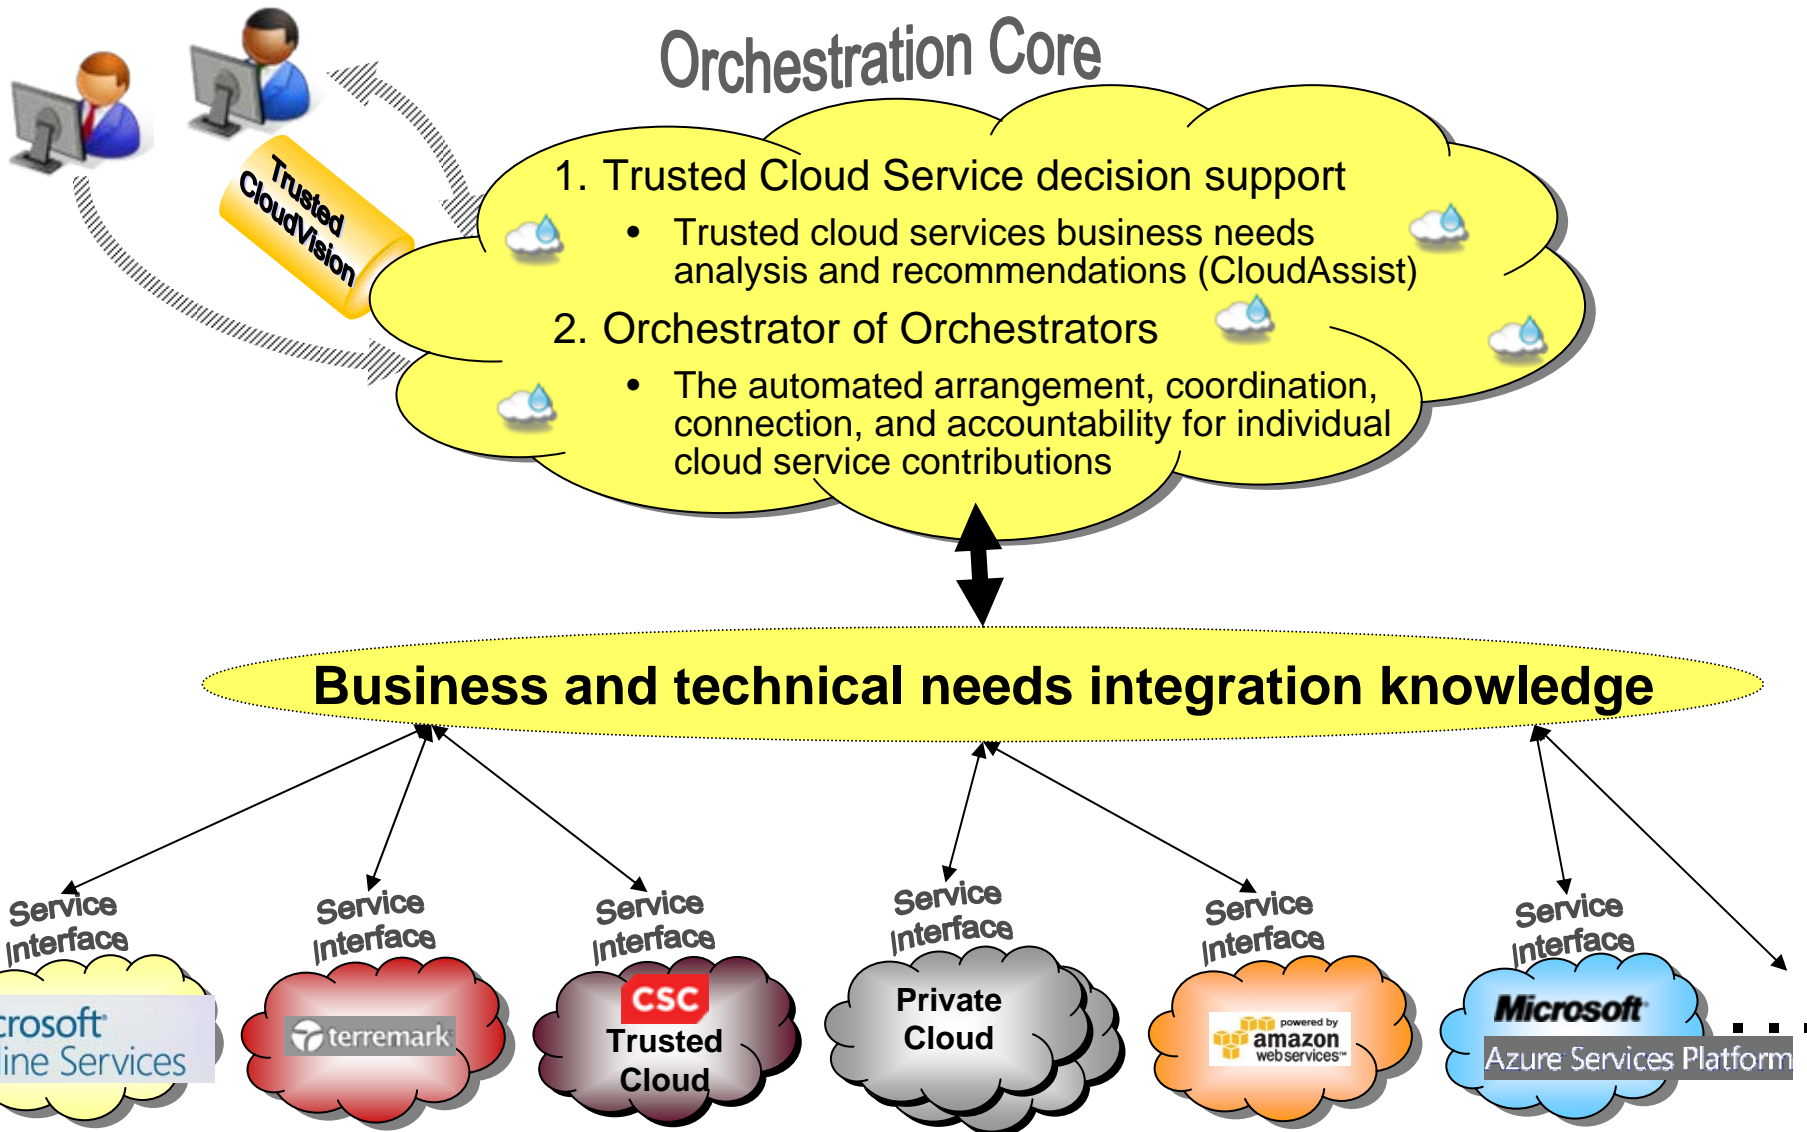 Orchestration Core
Trusted
CloudVision
1. Trusted Cloud Service decision support
• Trusted cloud services business needs
analysis and recommendations (CloudAssist)
2. Orchestrator of Orchestrators
• The automated arrangement, coordination,
connection, and accountability for individual
cloud service contributions
Business and technical needs integration knowledge
Service
Interface
crosoft
line Services
Service
Interface
terremark
Service
Interface
CSC
Trusted
Cloud
Service
Interface
Private
Cloud
Service
Interface
powered by
amazon
webservices™
Service
Interface
Microsoft
Azure Services Platform